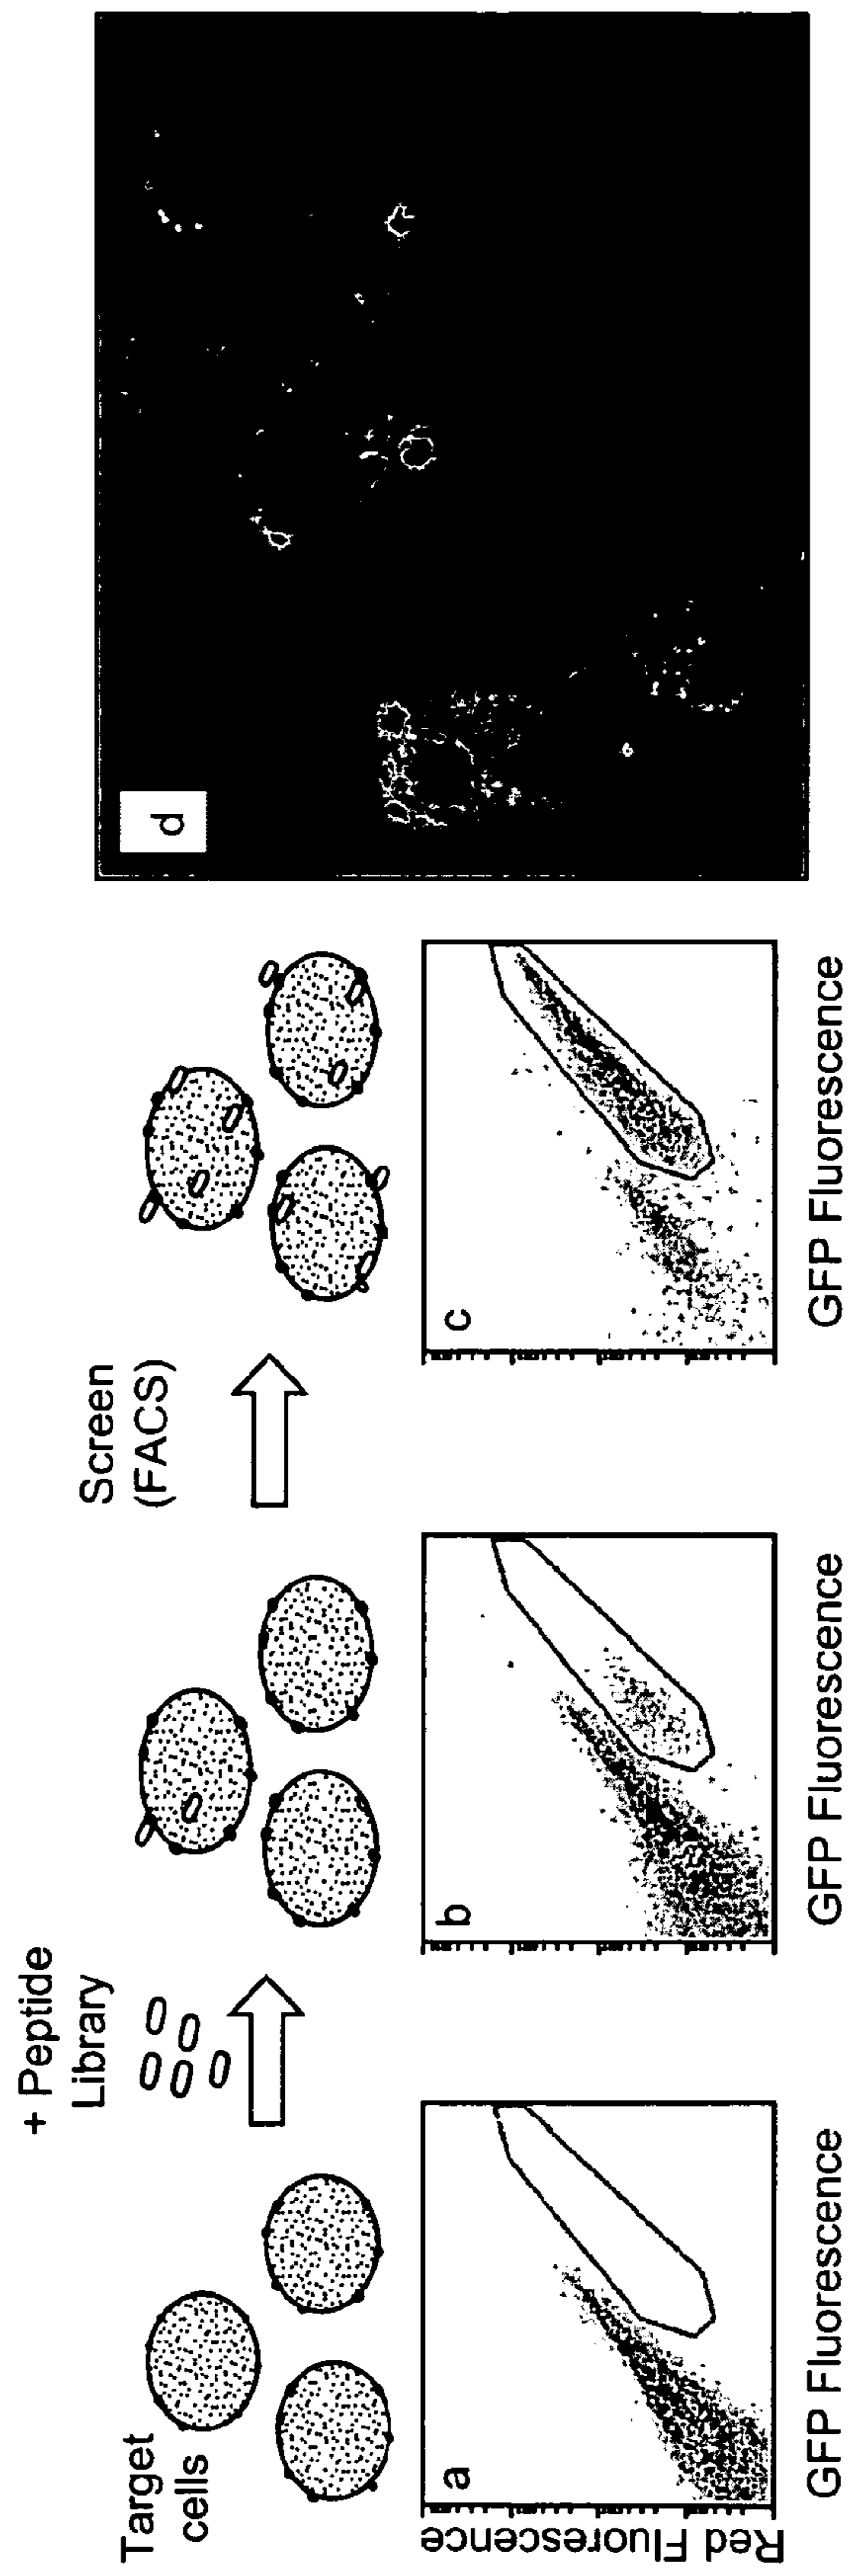 Target
cells
+ Peptide
Library
Screen
(FACS)
a
b
c
d
Red Fluorescence
GFP Fluorescence
GFP Fluorescence
GFP Fluorescence